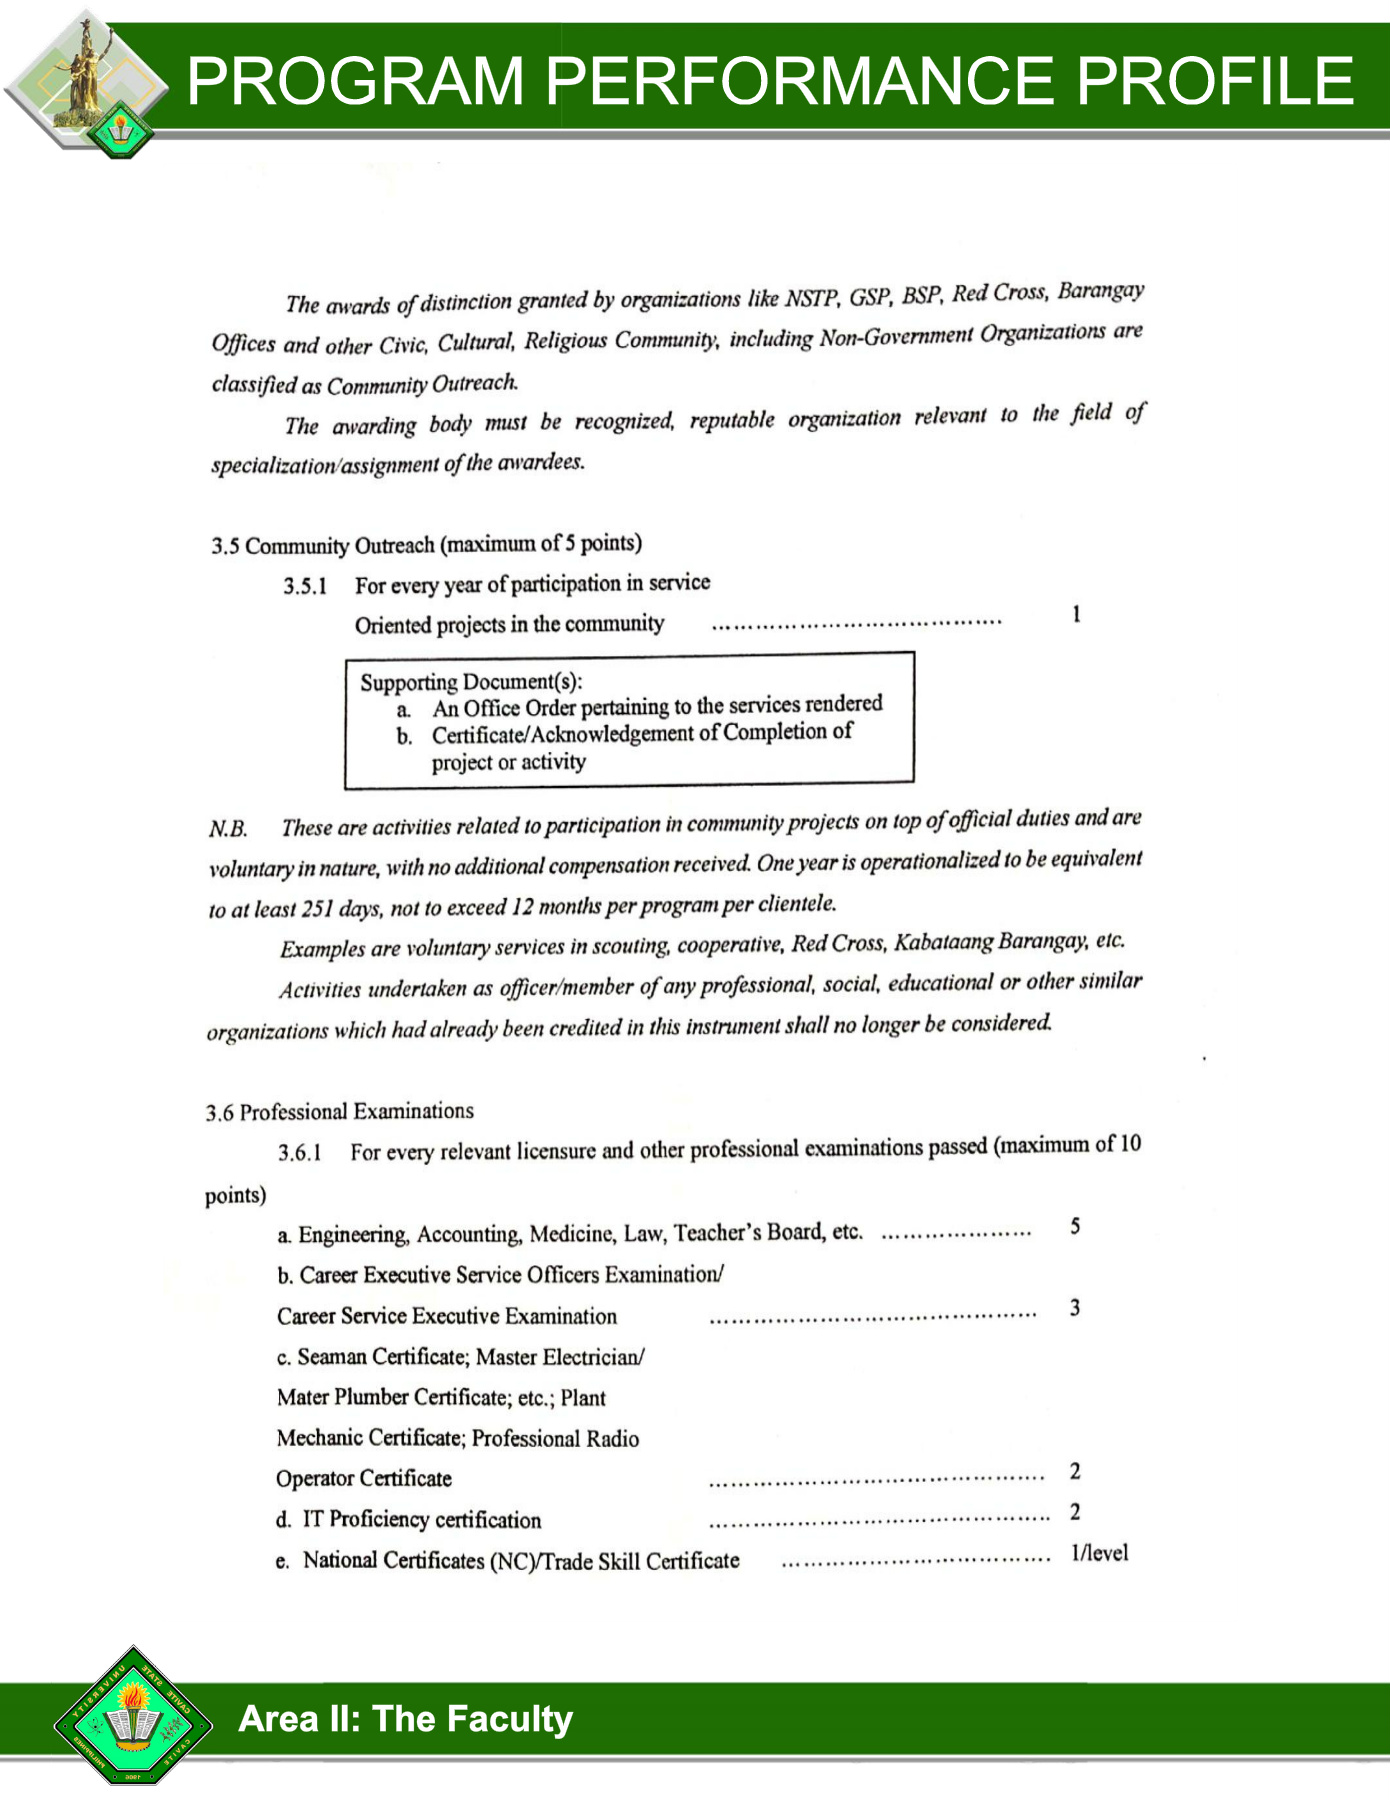 PROGRAM PERFORMANCE PROFILE
The awards of distinction granted by organizations like NSTP, GSP, BSP, Red Cross, Barangay
Offices and other Civic, Cultural, Religious Community, including Non-Government Organizations are
classified as Community Outreach.
The awarding body must be recognized, reputable organization relevant to the field of
specialization/assignment of the awardees.
3.5 Community Outreach (maximum of 5 points)
3.5.1 For every year of participation in service
Oriented projects in the community ........................................ 1
Supporting Document(s):
a. An Office Order pertaining to the services rendered
b. Certificate/Acknowledgement of Completion of
project or activity
N.B. These are activities related to participation in community projects on top of official duties and are
voluntary in nature, with no additional compensation received. One year is operationalized to be equivalent
to at least 251 days, not to exceed 12 months per program per clientele.
Examples are voluntary services in scouting, cooperative, Red Cross, Kabataang Barangay, etc.
Activities undertaken as officer/member of any professional, social, educational or other similar
organizations which had already been credited in this instrument shall no longer be considered.
3.6 Professional Examinations
3.6.1 For every relevant licensure and other professional examinations passed (maximum of 10
points)
a. Engineering, Accounting, Medicine, Law, Teacher's Board, etc. ..................... 5
b. Career Executive Service Officers Examination/
Career Service Executive Examination ............................................. 3
c. Seaman Certificate; Master Electrician/
Mater Plumber Certificate; etc.; Plant
Mechanic Certificate; Professional Radio
Operator Certificate .............................................. 2
d. IT Proficiency certification ............................................... 2
e. National Certificates (NC)/Trade Skill Certificate ..................................... 1/level
CAVITE STATE UNIVERSITY
CAVITE
PHILIPPINES
1906
Area II: The Faculty